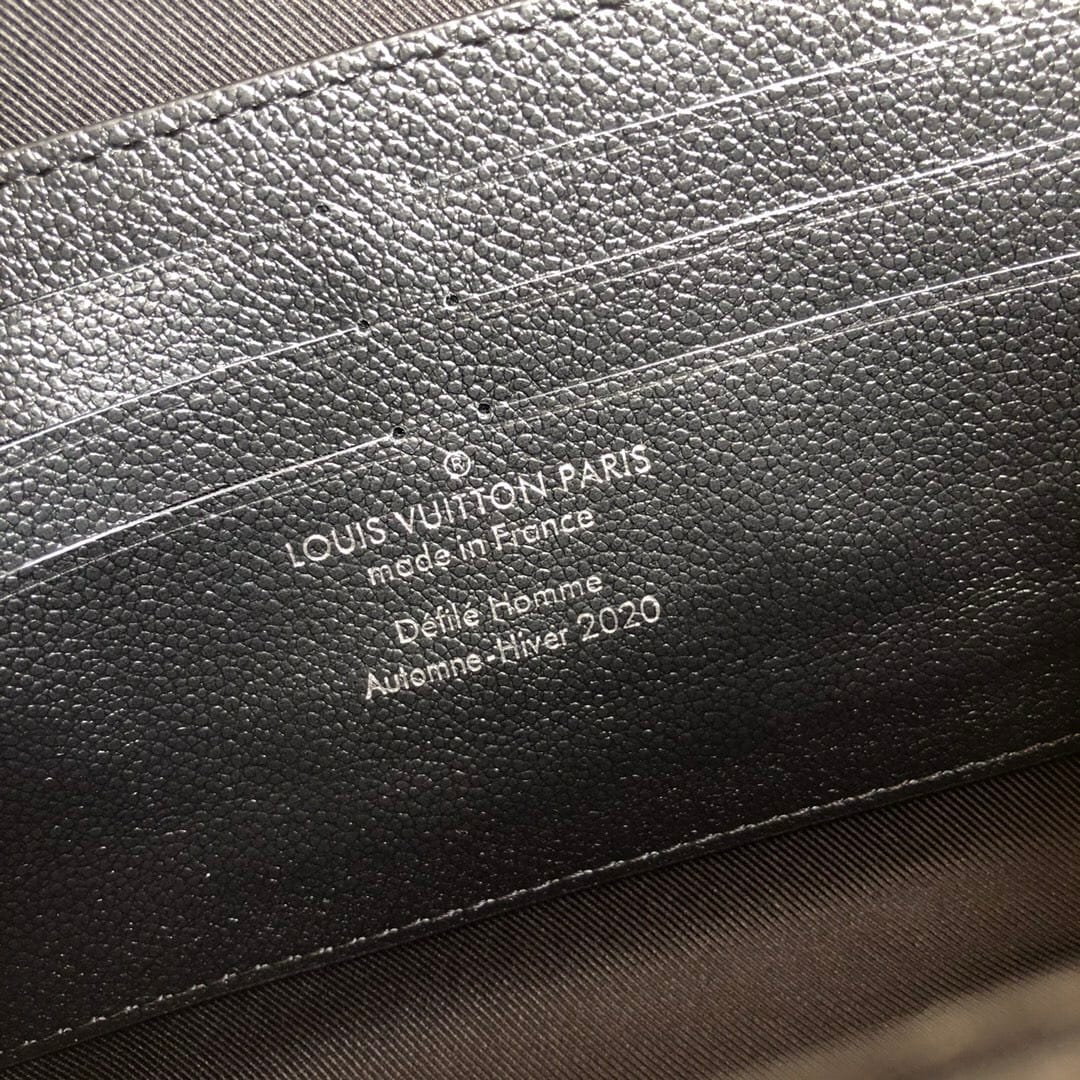 ®
LOUIS VUITTON PARIS
made in France
Défilé Homme
Automne-Hiver 2020